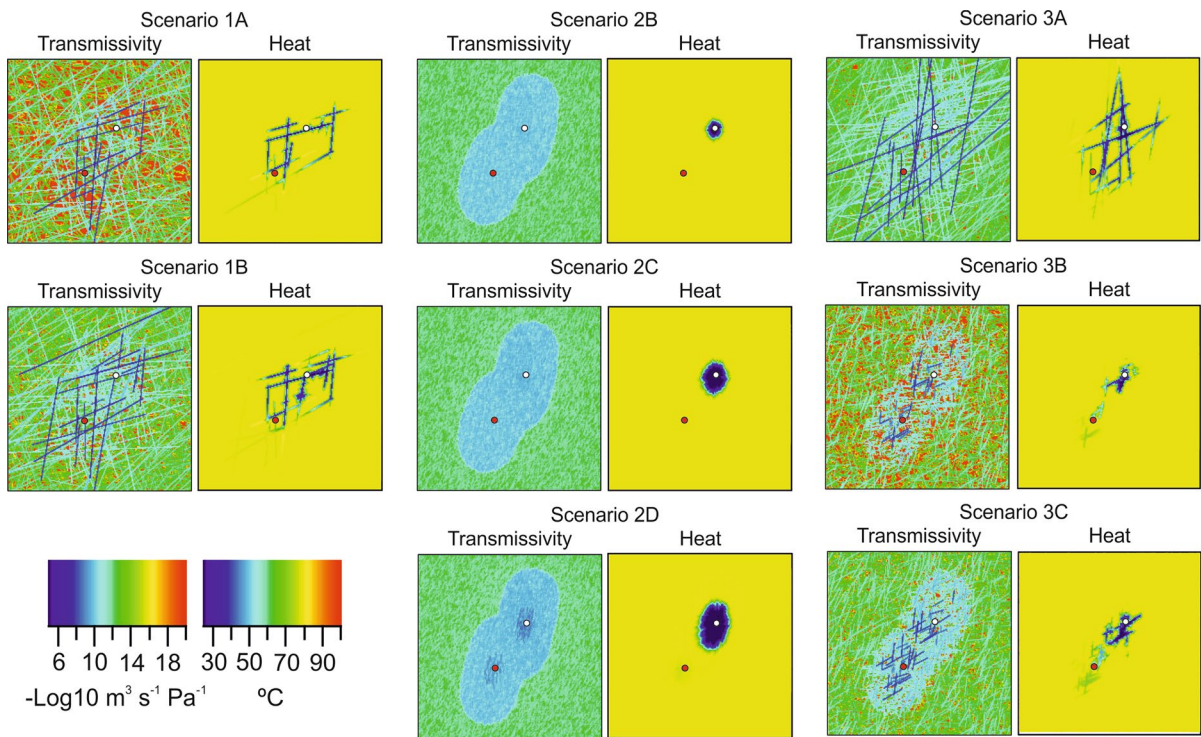 Scenario 1A
Transmissivity Heat
Scenario 2B
Transmissivity Heat
Scenario 3A
Transmissivity Heat
Scenario 1B
Transmissivity Heat
Scenario 2C
Transmissivity Heat
Scenario 3B
Transmissivity Heat
Scenario 2D
Transmissivity Heat
Scenario 3C
Transmissivity Heat
6 10 14 18
-Log10 m³ s⁻¹ Pa⁻¹
30 50 70 90
ºC